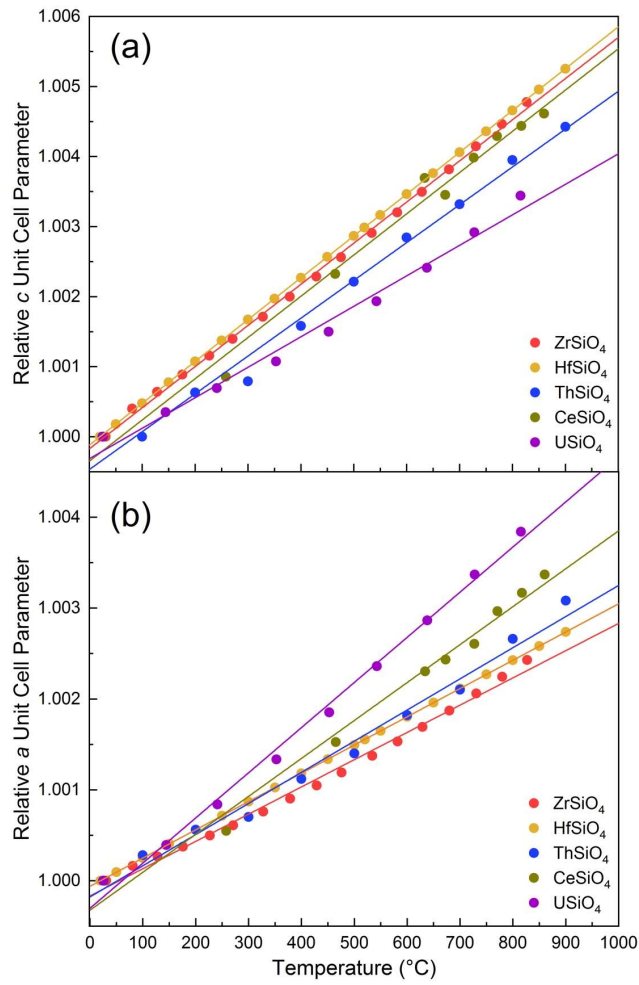 1.006
(a)
1.005
1.004
1.003
1.002
1.001
1.000
Relative c Unit Cell Parameter
ZrSiO₄
HfSiO₄
ThSiO₄
CeSiO₄
USiO₄
(b)
1.004
1.003
1.002
1.001
1.000
Relative a Unit Cell Parameter
ZrSiO₄
HfSiO₄
ThSiO₄
CeSiO₄
USiO₄
0 100 200 300 400 500 600 700 800 900 1000
Temperature (°C)